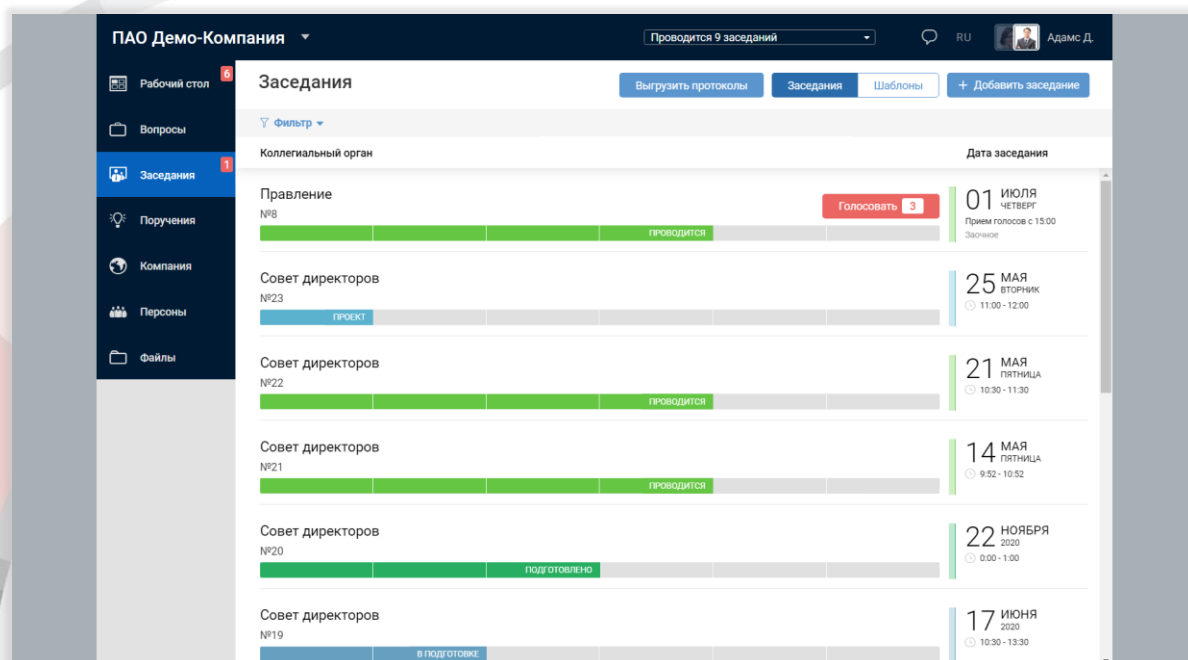 ПАО Демо-Компания
Проводится 9 заседаний
RU
Адамс Д.
Рабочий стол
6
Вопросы
Заседания
1
Поручения
Компания
Персоны
Файлы
Заседания
Выгрузить протоколы
Заседания
Шаблоны
+ Добавить заседание
Фильтр
Коллегиальный орган
Дата заседания
Правление
№8
Голосовать 3
ПРОВОДИТСЯ
01 ИЮЛЯ
ЧЕТВЕРГ
Прием голосов с 15:00
Заочное
Совет директоров
№23
ПРОЕКТ
25 МАЯ
ВТОРНИК
11:00 - 12:00
Совет директоров
№22
ПРОВОДИТСЯ
21 МАЯ
ПЯТНИЦА
10:30 - 11:30
Совет директоров
№21
ПРОВОДИТСЯ
14 МАЯ
ПЯТНИЦА
9:52 - 10:52
Совет директоров
№20
ПОДГОТОВЛЕНО
22 НОЯБРЯ
2020
0:00 - 1:00
Совет директоров
№19
В ПОДГОТОВКЕ
17 ИЮНЯ
2020
10:30 - 13:30